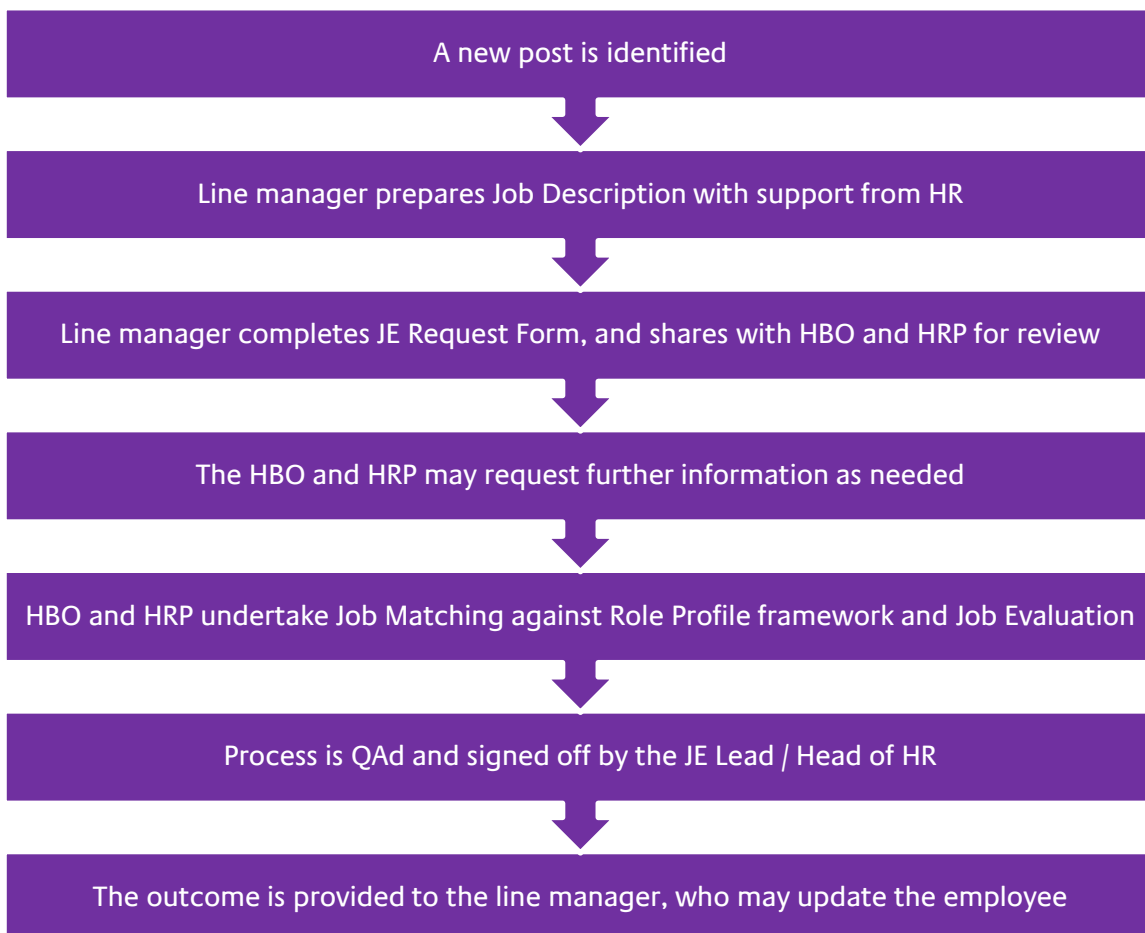 A new post is identified
Line manager prepares Job Description with support from HR
Line manager completes JE Request Form, and shares with HBO and HRP for review
The HBO and HRP may request further information as needed
HBO and HRP undertake Job Matching against Role Profile framework and Job Evaluation
Process is QAd and signed off by the JE Lead / Head of HR
The outcome is provided to the line manager, who may update the employee